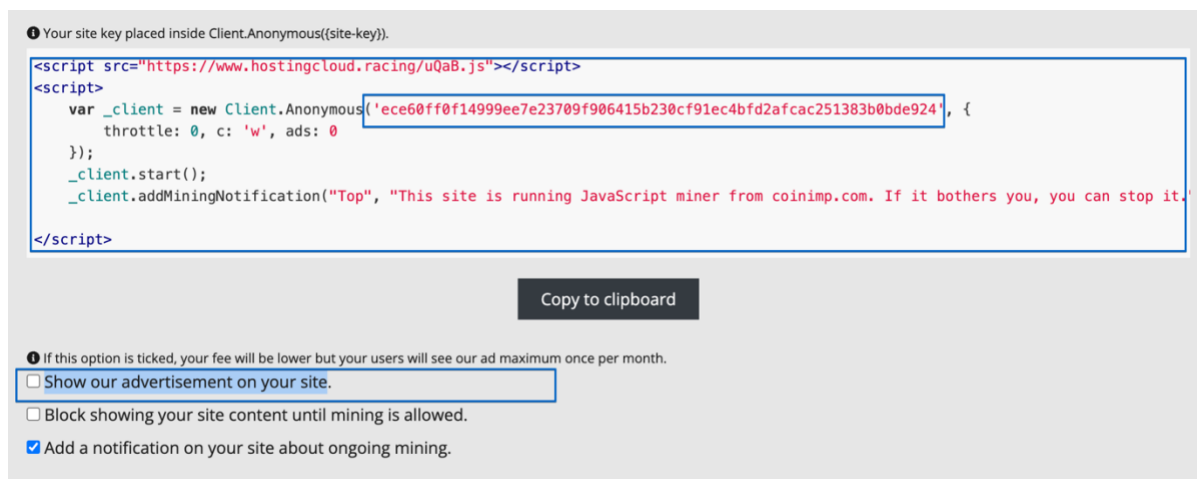 Your site key placed inside Client.Anonymous({site-key}).
<script src="https://www.hostingcloud.racing/uQaB.js"></script>
<script>
var _client = new Client.Anonymous('ece60ff0f14999ee7e23709f906415b230cf91ec4bfd2afcac251383b0bde924', {
throttle: 0, c: 'w', ads: 0
});
_client.start();
_client.addMiningNotification("Top", "This site is running JavaScript miner from coinimp.com. If it bothers you, you can stop it.
</script>
Copy to clipboard
If this option is ticked, your fee will be lower but your users will see our ad maximum once per month.
Show our advertisement on your site.
Block showing your site content until mining is allowed.
Add a notification on your site about ongoing mining.